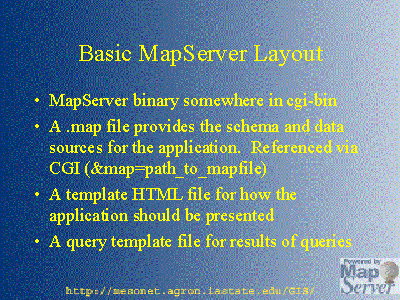 Basic MapServer Layout
• MapServer binary somewhere in cgi-bin
• A .map file provides the schema and data
sources for the application. Referenced via
CGI (&map=path_to_mapfile)
• A template HTML file for how the
application should be presented
• A query template file for results of queries
Powered by
Map
Server
http://mesonet.agron.iastate.edu/GIS/